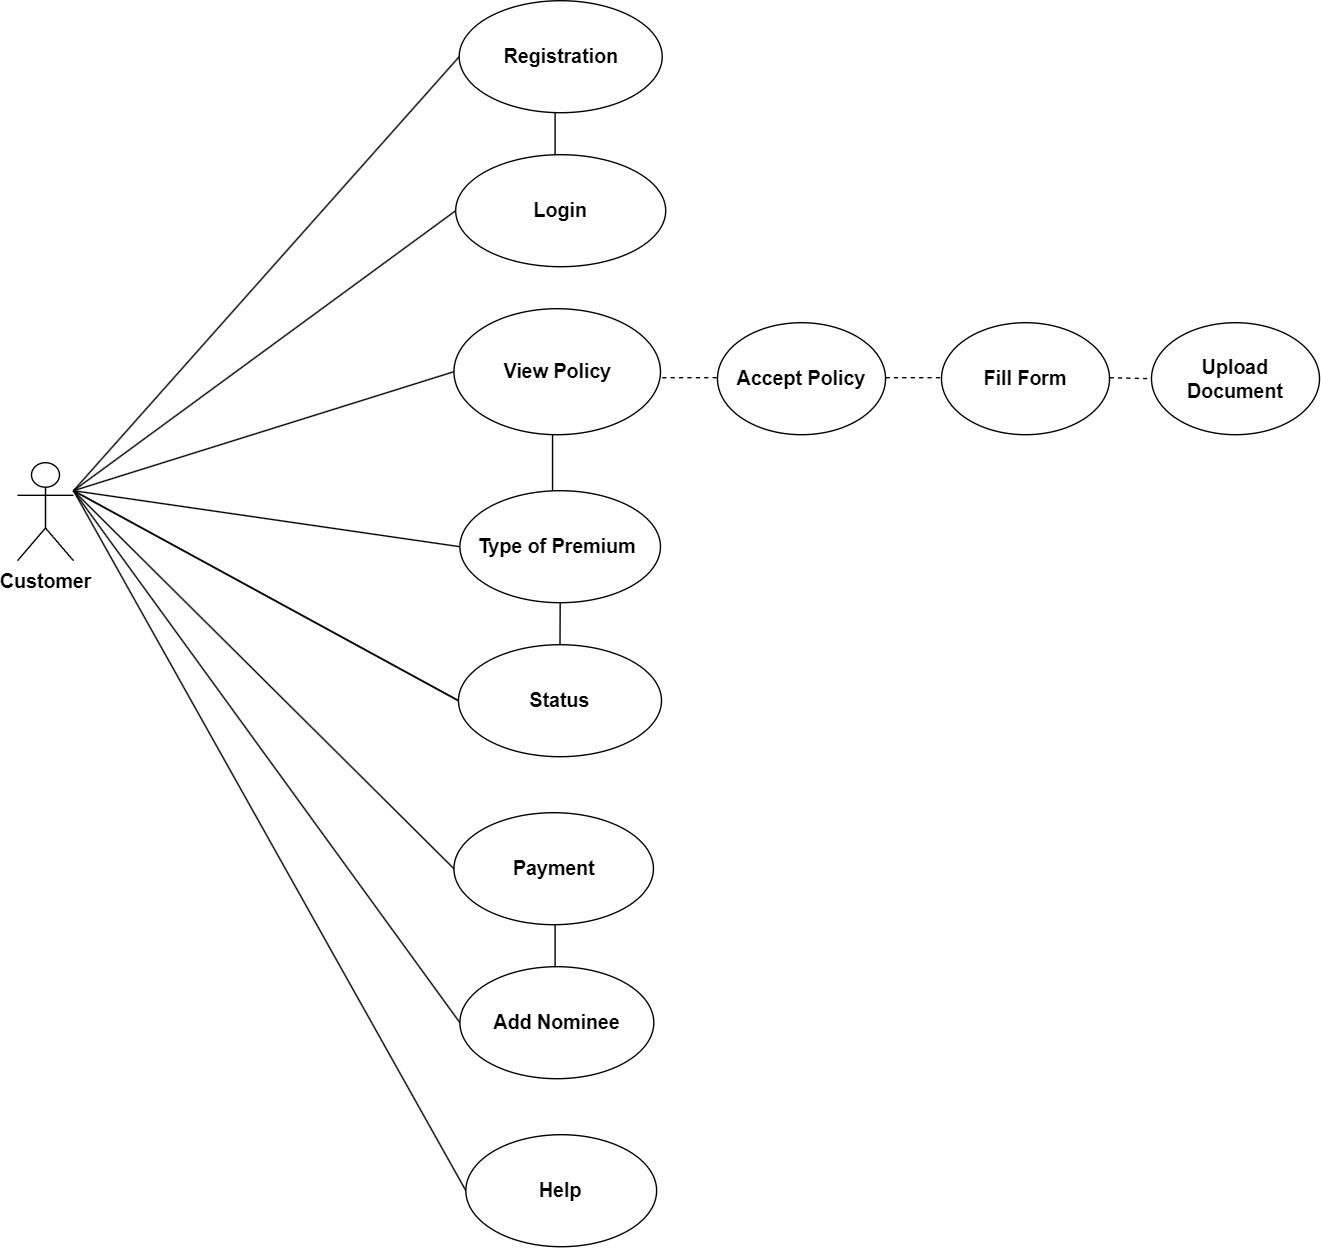 Registration
Login
View Policy
Accept Policy
Fill Form
Upload
Document
Type of Premium
Customer
Status
Payment
Add Nominee
Help